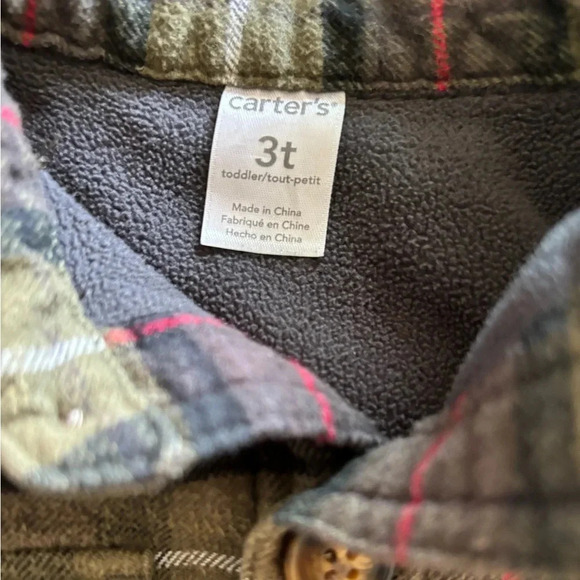 carter's®
3t
toddler/tout-petit
Made in China
Fabriqué en Chine
Hecho en China